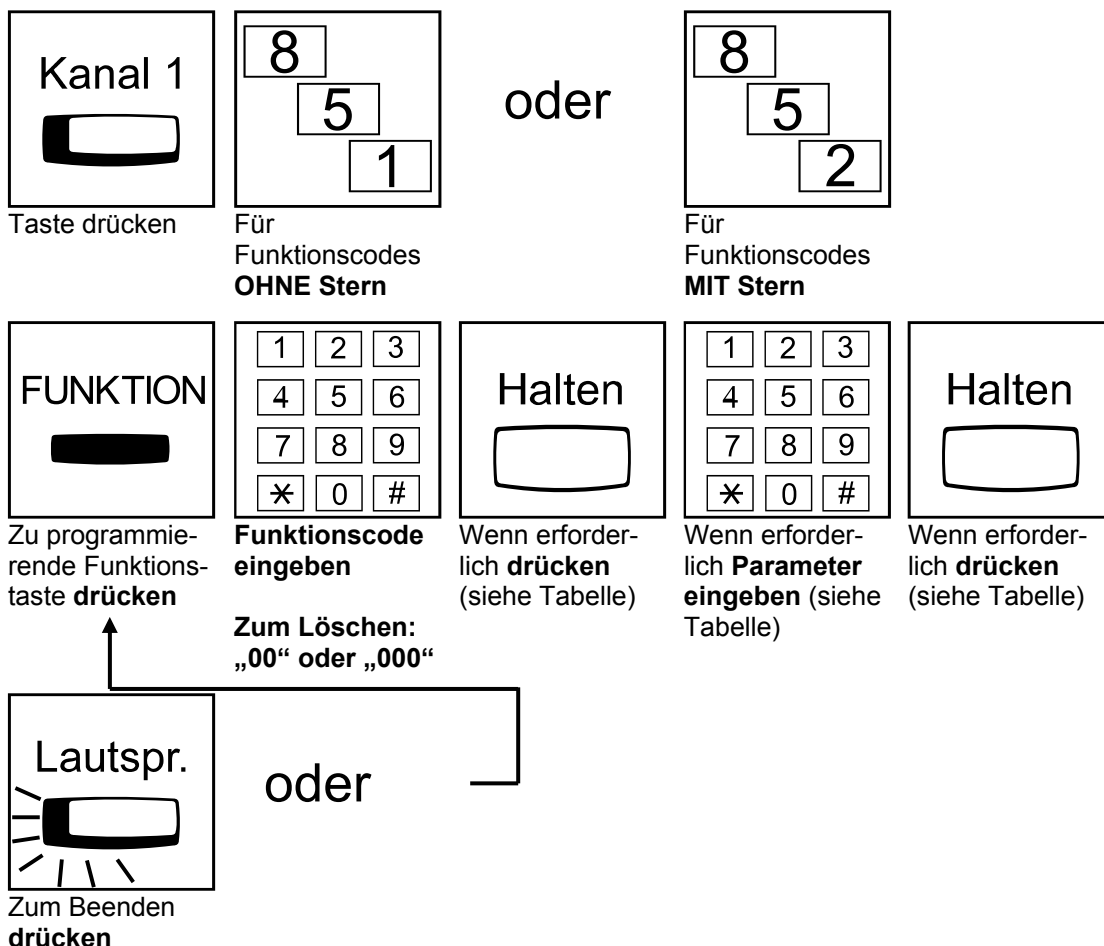 Kanal 1
Taste drücken
8
5
1
Für
Funktionscodes
OHNE Stern
oder
8
5
2
Für
Funktionscodes
MIT Stern
FUNKTION
Zu programmie-
rende Funktions-
taste drücken
1 2 3
4 5 6
7 8 9
* 0 #
Funktionscode
eingeben
Zum Löschen:
„00“ oder „000“
Halten
Wenn erforder-
lich drücken
(siehe Tabelle)
1 2 3
4 5 6
7 8 9
* 0 #
Wenn erforder-
lich Parameter
eingeben (siehe
Tabelle)
Halten
Wenn erforder-
lich drücken
(siehe Tabelle)
Lautspr.
Zum Beenden
drücken
oder